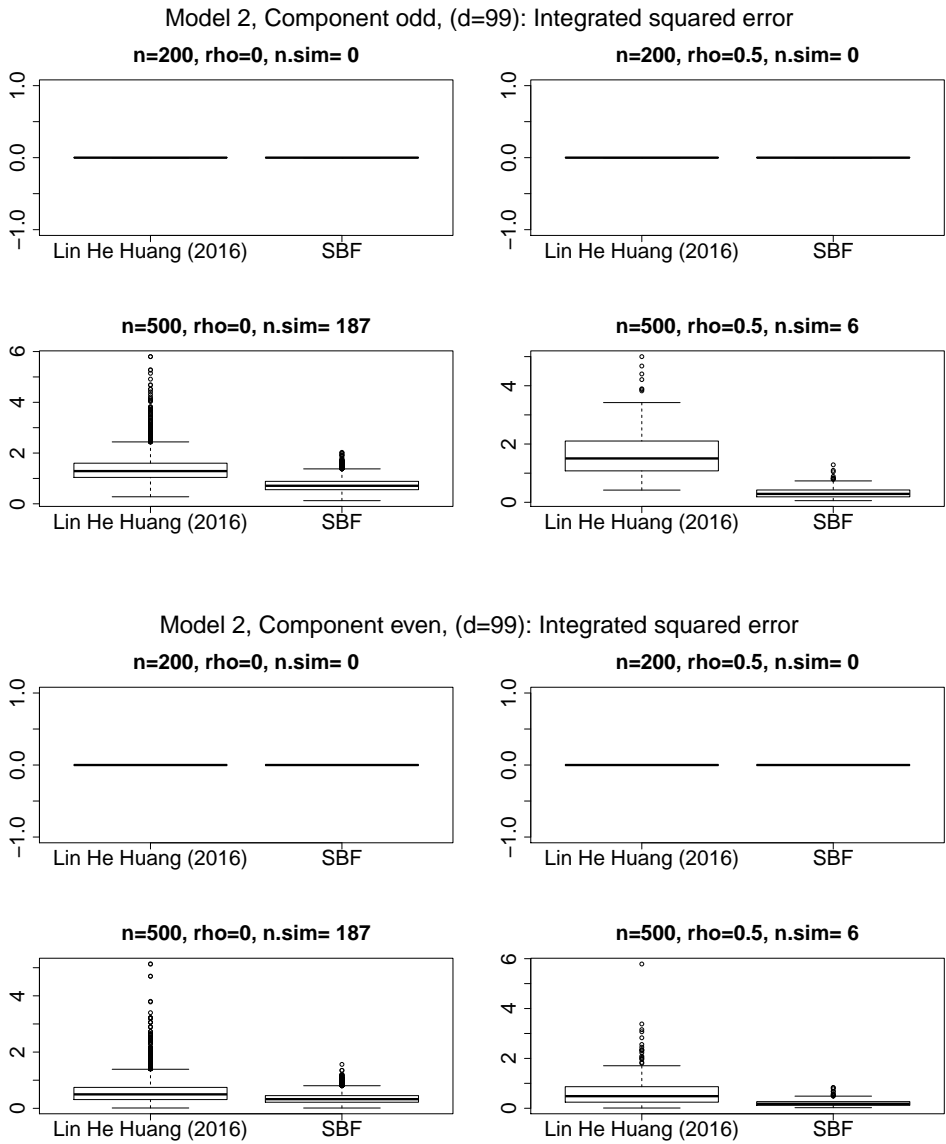 Model 2, Component odd, (d=99): Integrated squared error
n=200, rho=0, n.sim= 0
1.0
0.0
−1.0
Lin He Huang (2016) SBF
n=200, rho=0.5, n.sim= 0
1.0
0.0
−1.0
Lin He Huang (2016) SBF
n=500, rho=0, n.sim= 187
6
4
2
0
Lin He Huang (2016) SBF
n=500, rho=0.5, n.sim= 6
4
2
0
Lin He Huang (2016) SBF
Model 2, Component even, (d=99): Integrated squared error
n=200, rho=0, n.sim= 0
1.0
0.0
−1.0
Lin He Huang (2016) SBF
n=200, rho=0.5, n.sim= 0
1.0
0.0
−1.0
Lin He Huang (2016) SBF
n=500, rho=0, n.sim= 187
4
2
0
Lin He Huang (2016) SBF
n=500, rho=0.5, n.sim= 6
6
4
2
0
Lin He Huang (2016) SBF